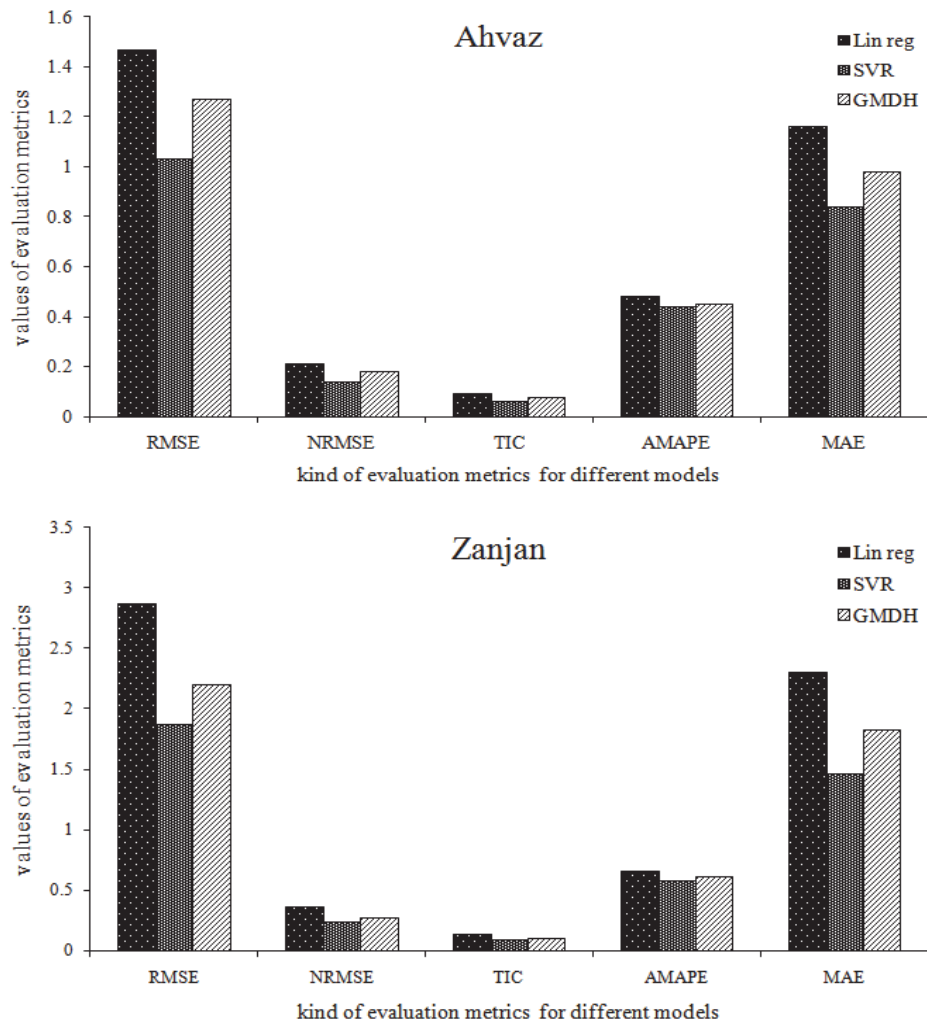 Ahvaz
Lin reg
SVR
GMDH
values of evaluation metrics
1.6
1.4
1.2
1
0.8
0.6
0.4
0.2
0
RMSE NRMSE TIC AMAPE MAE
kind of evaluation metrics for different models
Zanjan
Lin reg
SVR
GMDH
values of evaluation metrics
3.5
3
2.5
2
1.5
1
0.5
0
RMSE NRMSE TIC AMAPE MAE
kind of evaluation metrics for different models